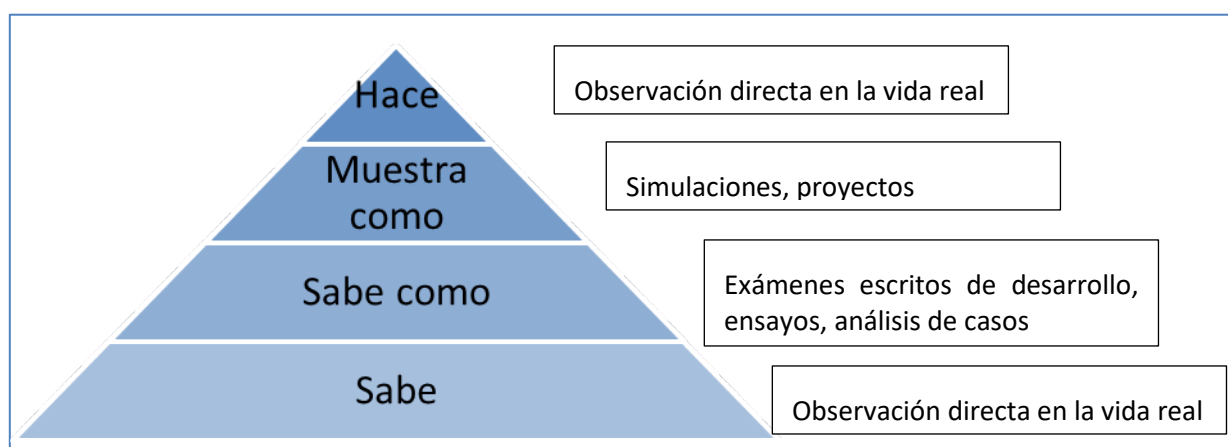 Hace
Observación directa en la vida real
Muestra
como
Simulaciones, proyectos
Sabe como
Exámenes escritos de desarrollo,
ensayos, análisis de casos
Sabe
Observación directa en la vida real